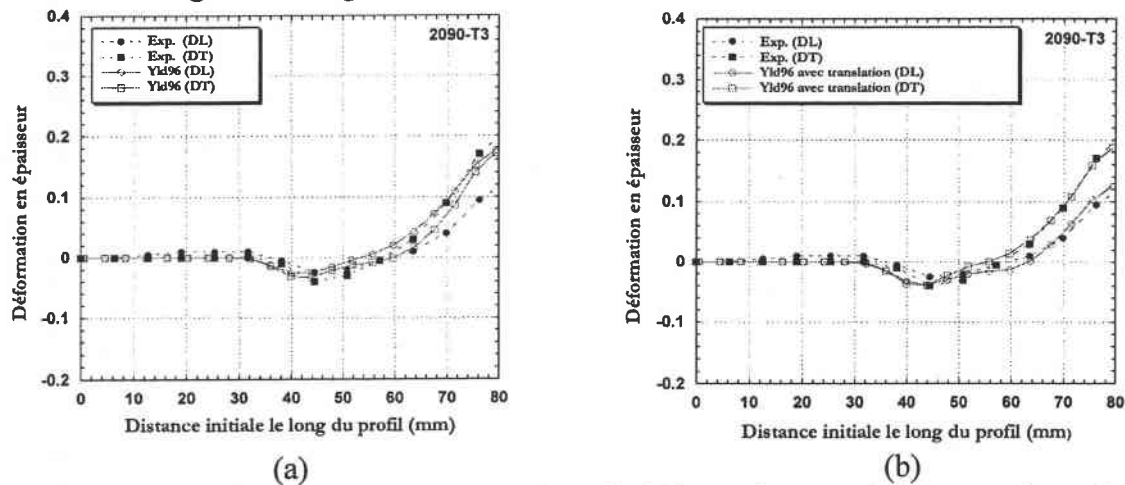 0.4
0.3
0.2
0.1
0
-0.1
-0.2
Déformation en épaisseur
Exp. (DL)
Exp. (DT)
Yld96 (DL)
Yld96 (DT)
2090-T3
0 10 20 30 40 50 60 70 80
Distance initiale le long du profil (mm)
(a)
0.4
0.3
0.2
0.1
0
-0.1
-0.2
Déformation en épaisseur
Exp. (DL)
Exp. (DT)
Yld96 avec translation (DL)
Yld96 avec translation (DT)
2090-T3
0 10 20 30 40 50 60 70 80
Distance initiale le long du profil (mm)
(b)